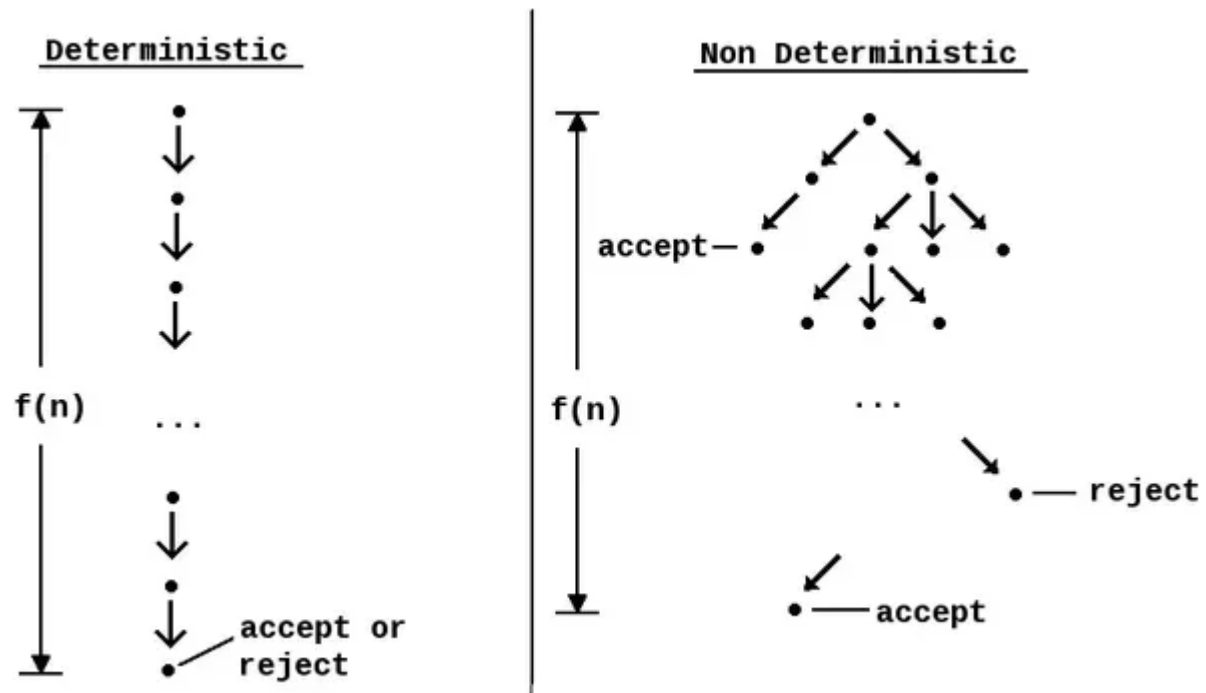 Deterministic
f(n)
...
accept or
reject
Non Deterministic
accept
f(n)
...
reject
accept